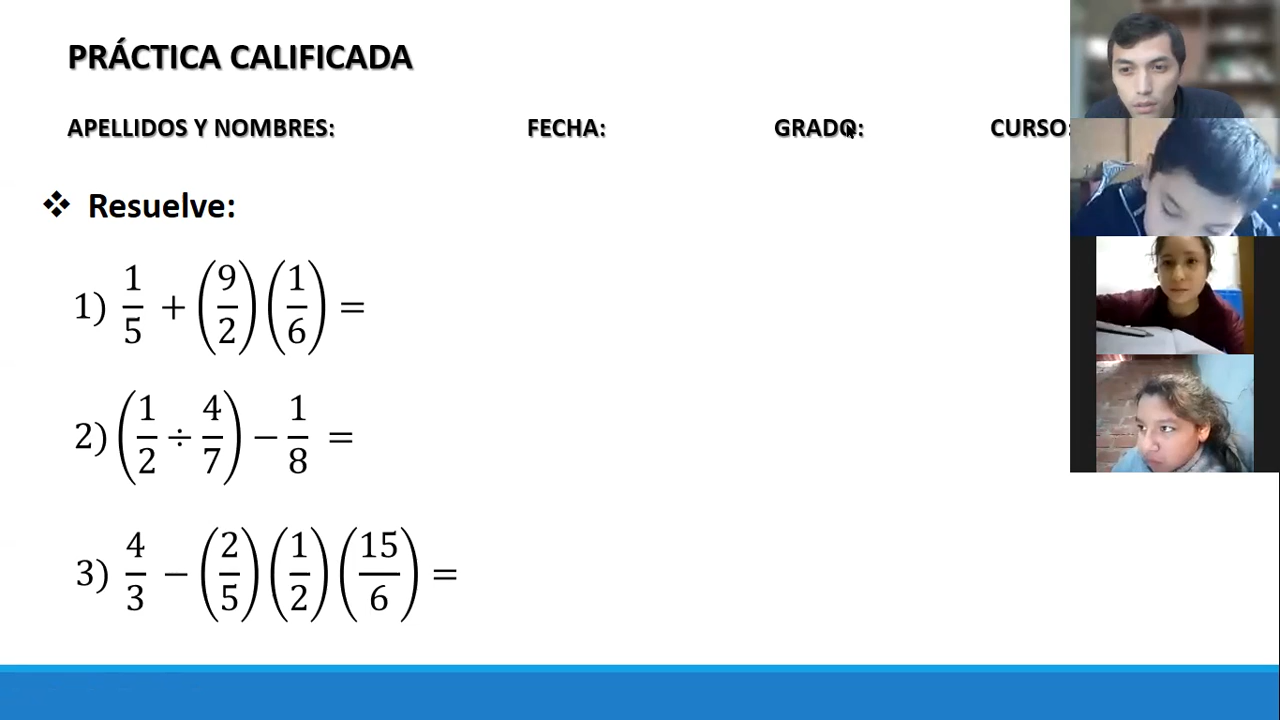 PRÁCTICA CALIFICADA
APELLIDOS Y NOMBRES: FECHA: GRADO: CURSO:
❖ Resuelve:
1) 1/5 + (9/2)(1/6) =
2) (1/2 ÷ 4/7) − 1/8 =
3) 4/3 − (2/5)(1/2)(15/6) =